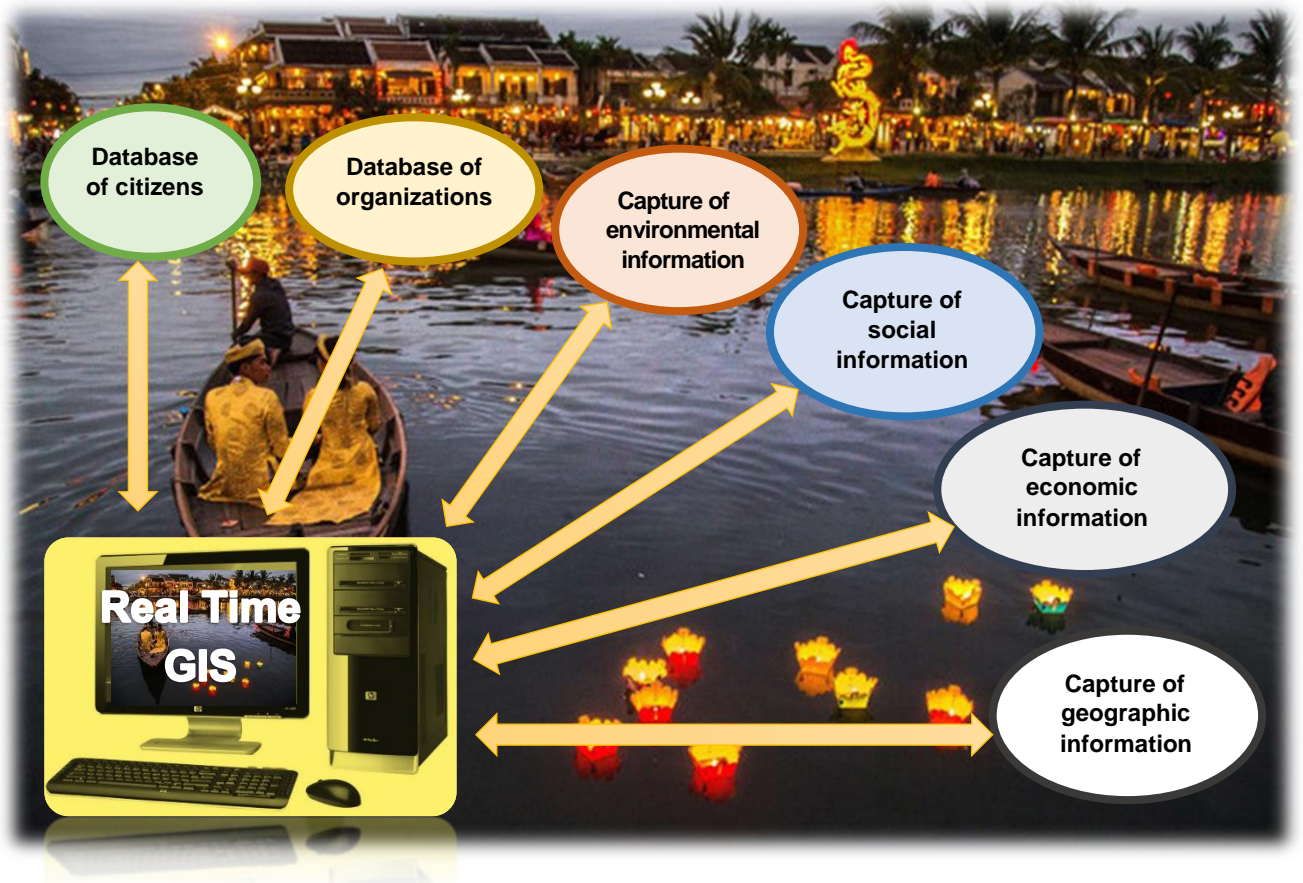 Database
of citizens
Database of
organizations
Capture of
environmental
information
Capture of
social
information
Capture of
economic
information
Capture of
geographic
information
Real Time
GIS